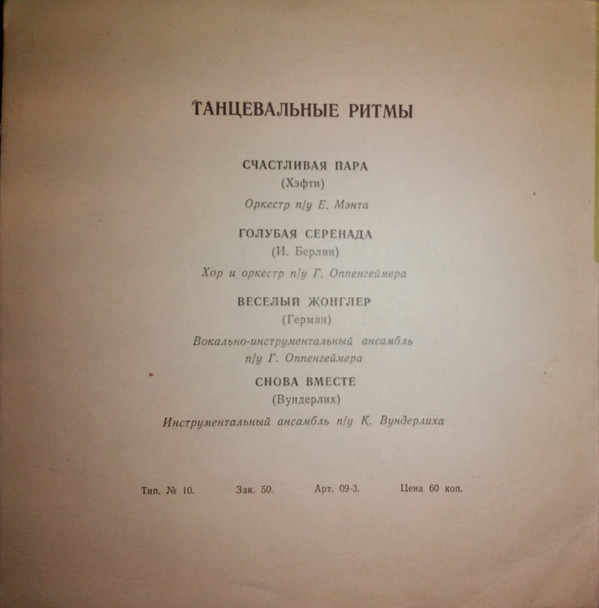 ТАНЦЕВАЛЬНЫЕ РИТМЫ
СЧАСТЛИВАЯ ПАРА
(Хэфти)
Оркестр п/у Е. Мэнта
ГОЛУБАЯ СЕРЕНАДА
(И. Берлин)
Хор и оркестр п/у Г. Оппенгеймера
ВЕСЕЛЫЙ ЖОНГЛЕР
(Герман)
Вокально-инструментальный ансамбль
п/у Г. Оппенгеймера
СНОВА ВМЕСТЕ
(Вундерлих)
Инструментальный ансамбль п/у К. Вундерлиха
Тип. № 10. Зак. 50. Арт. 09-3. Цена 60 коп.